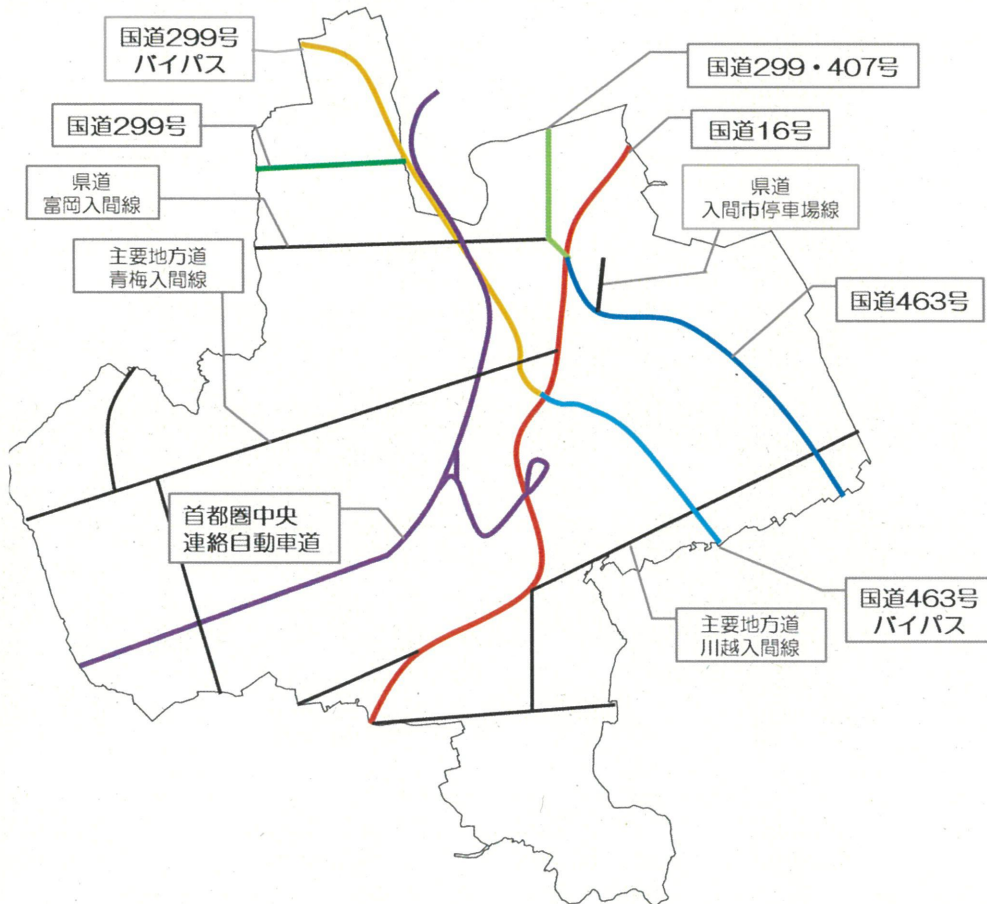 国道299号
バイパス
国道299・407号
国道299号
国道16号
県道
富岡入間線
県道
入間市停車場線
主要地方道
青梅入間線
国道463号
首都圏中央
連絡自動車道
国道463号
バイパス
主要地方道
川越入間線